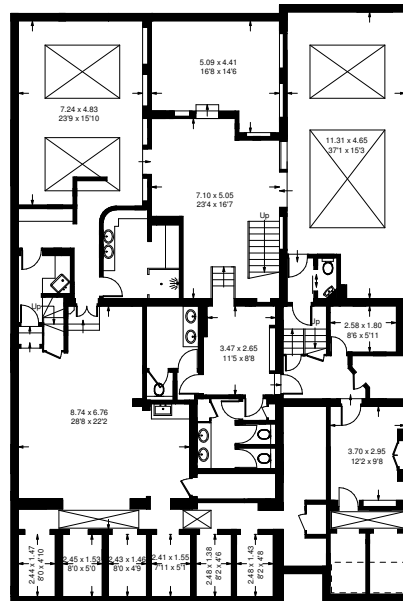 5.09 x 4.41
16'8 x 14'6
7.24 x 4.83
23'9 x 15'10
11.31 x 4.65
37'1 x 15'3
7.10 x 5.05
23'4 x 16'7
Up
Up
Up
2.58 x 1.80
8'6 x 5'11
3.47 x 2.65
11'5 x 8'8
8.74 x 6.76
28'8 x 22'2
3.70 x 2.95
12'2 x 9'8
2.44 x 1.47
8'0 x 4'10
2.45 x 1.53
8'0 x 5'0
2.43 x 1.46
8'0 x 4'9
2.41 x 1.55
7'11 x 5'1
2.48 x 1.38
8'2 x 4'6
2.48 x 1.43
8'2 x 4'8